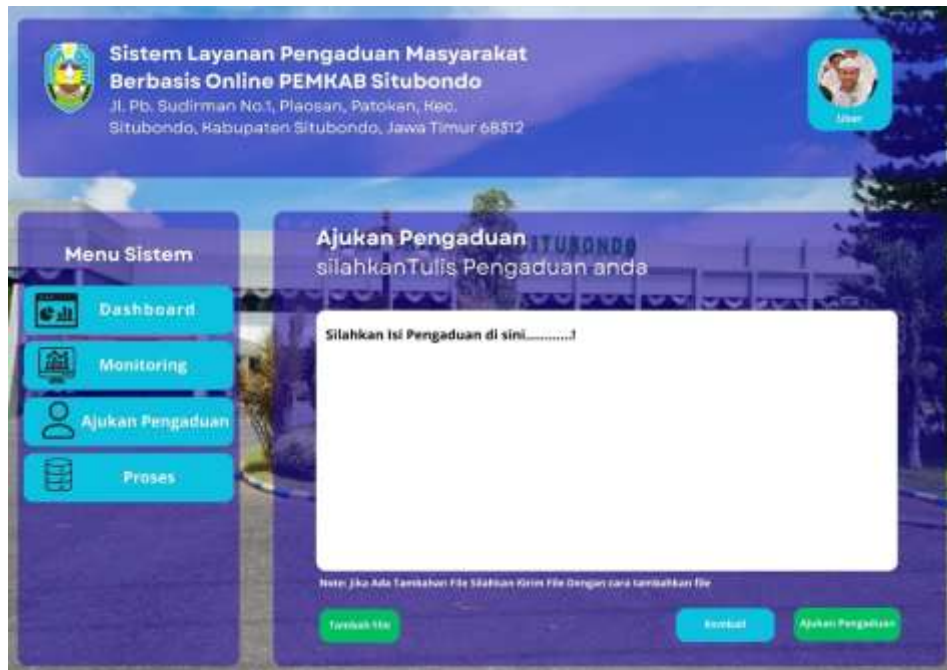 Sistem Layanan Pengaduan Masyarakat
Berbasis Online PEMKAB Situbondo
Jl. Pb. Sudirman No.1, Plaosan, Patokan, Kec.
Situbondo, Kabupaten Situbondo, Jawa Timur 68312
User
Menu Sistem
Dashboard
Monitoring
Ajukan Pengaduan
Proses
Ajukan Pengaduan
SITUBONDO
silahkanTulis Pengaduan anda
Silahkan Isi Pengaduan di sini...........!
Note: Jika Ada Tambahan File Silahkan Kirim File Dengan cara tambahkan file
Tambah file
Kembali
Ajukan Pengaduan